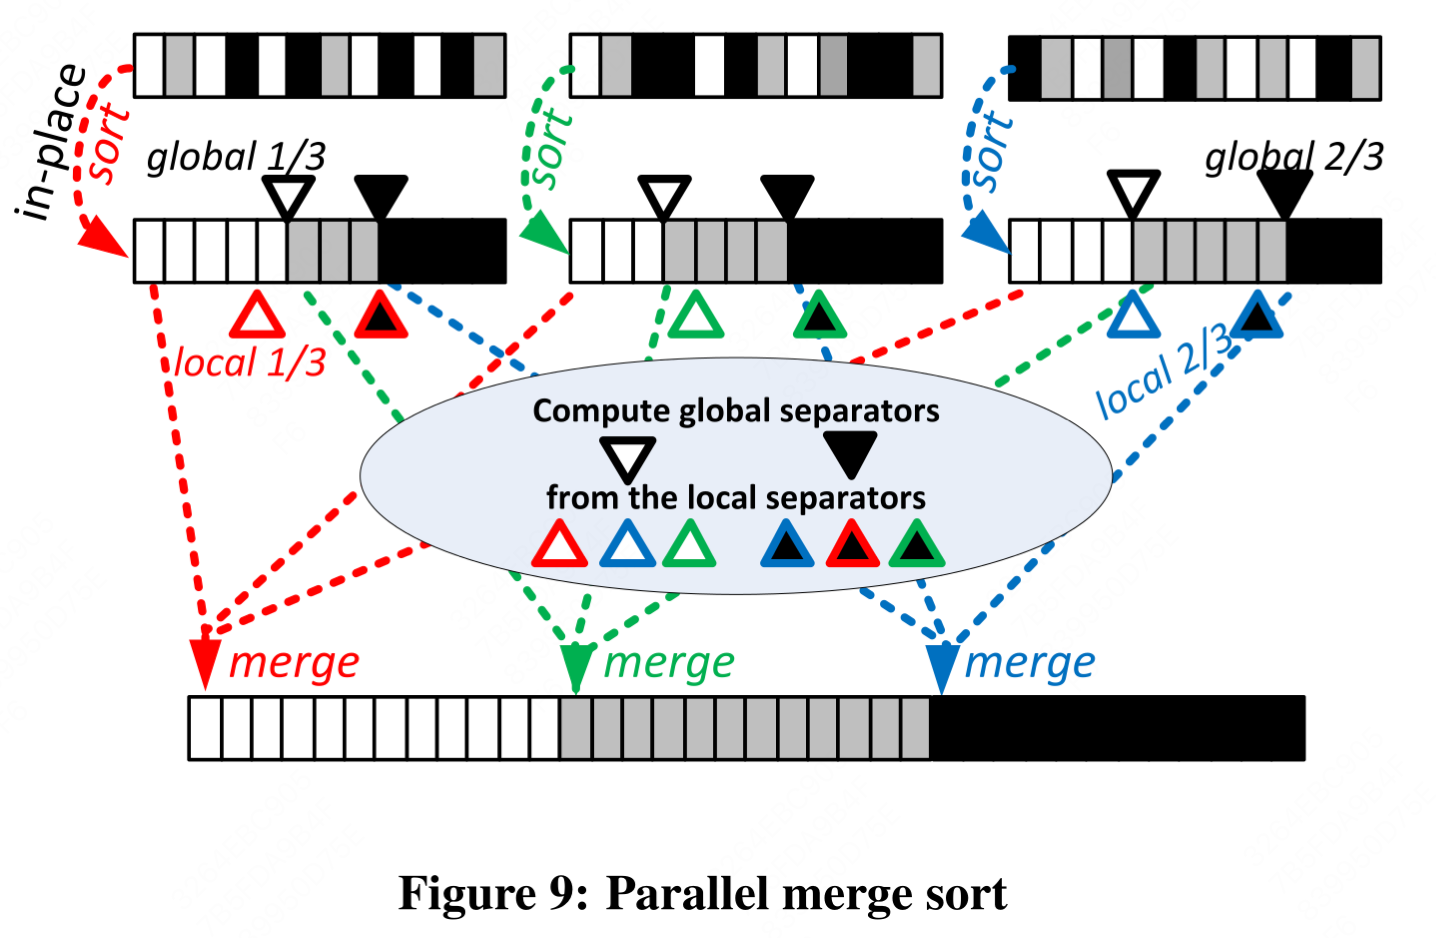 in-place
sort
sort
sort
global 1/3
global 2/3
local 1/3
local 2/3
Compute global separators
from the local separators
merge
merge
merge
Figure 9: Parallel merge sort